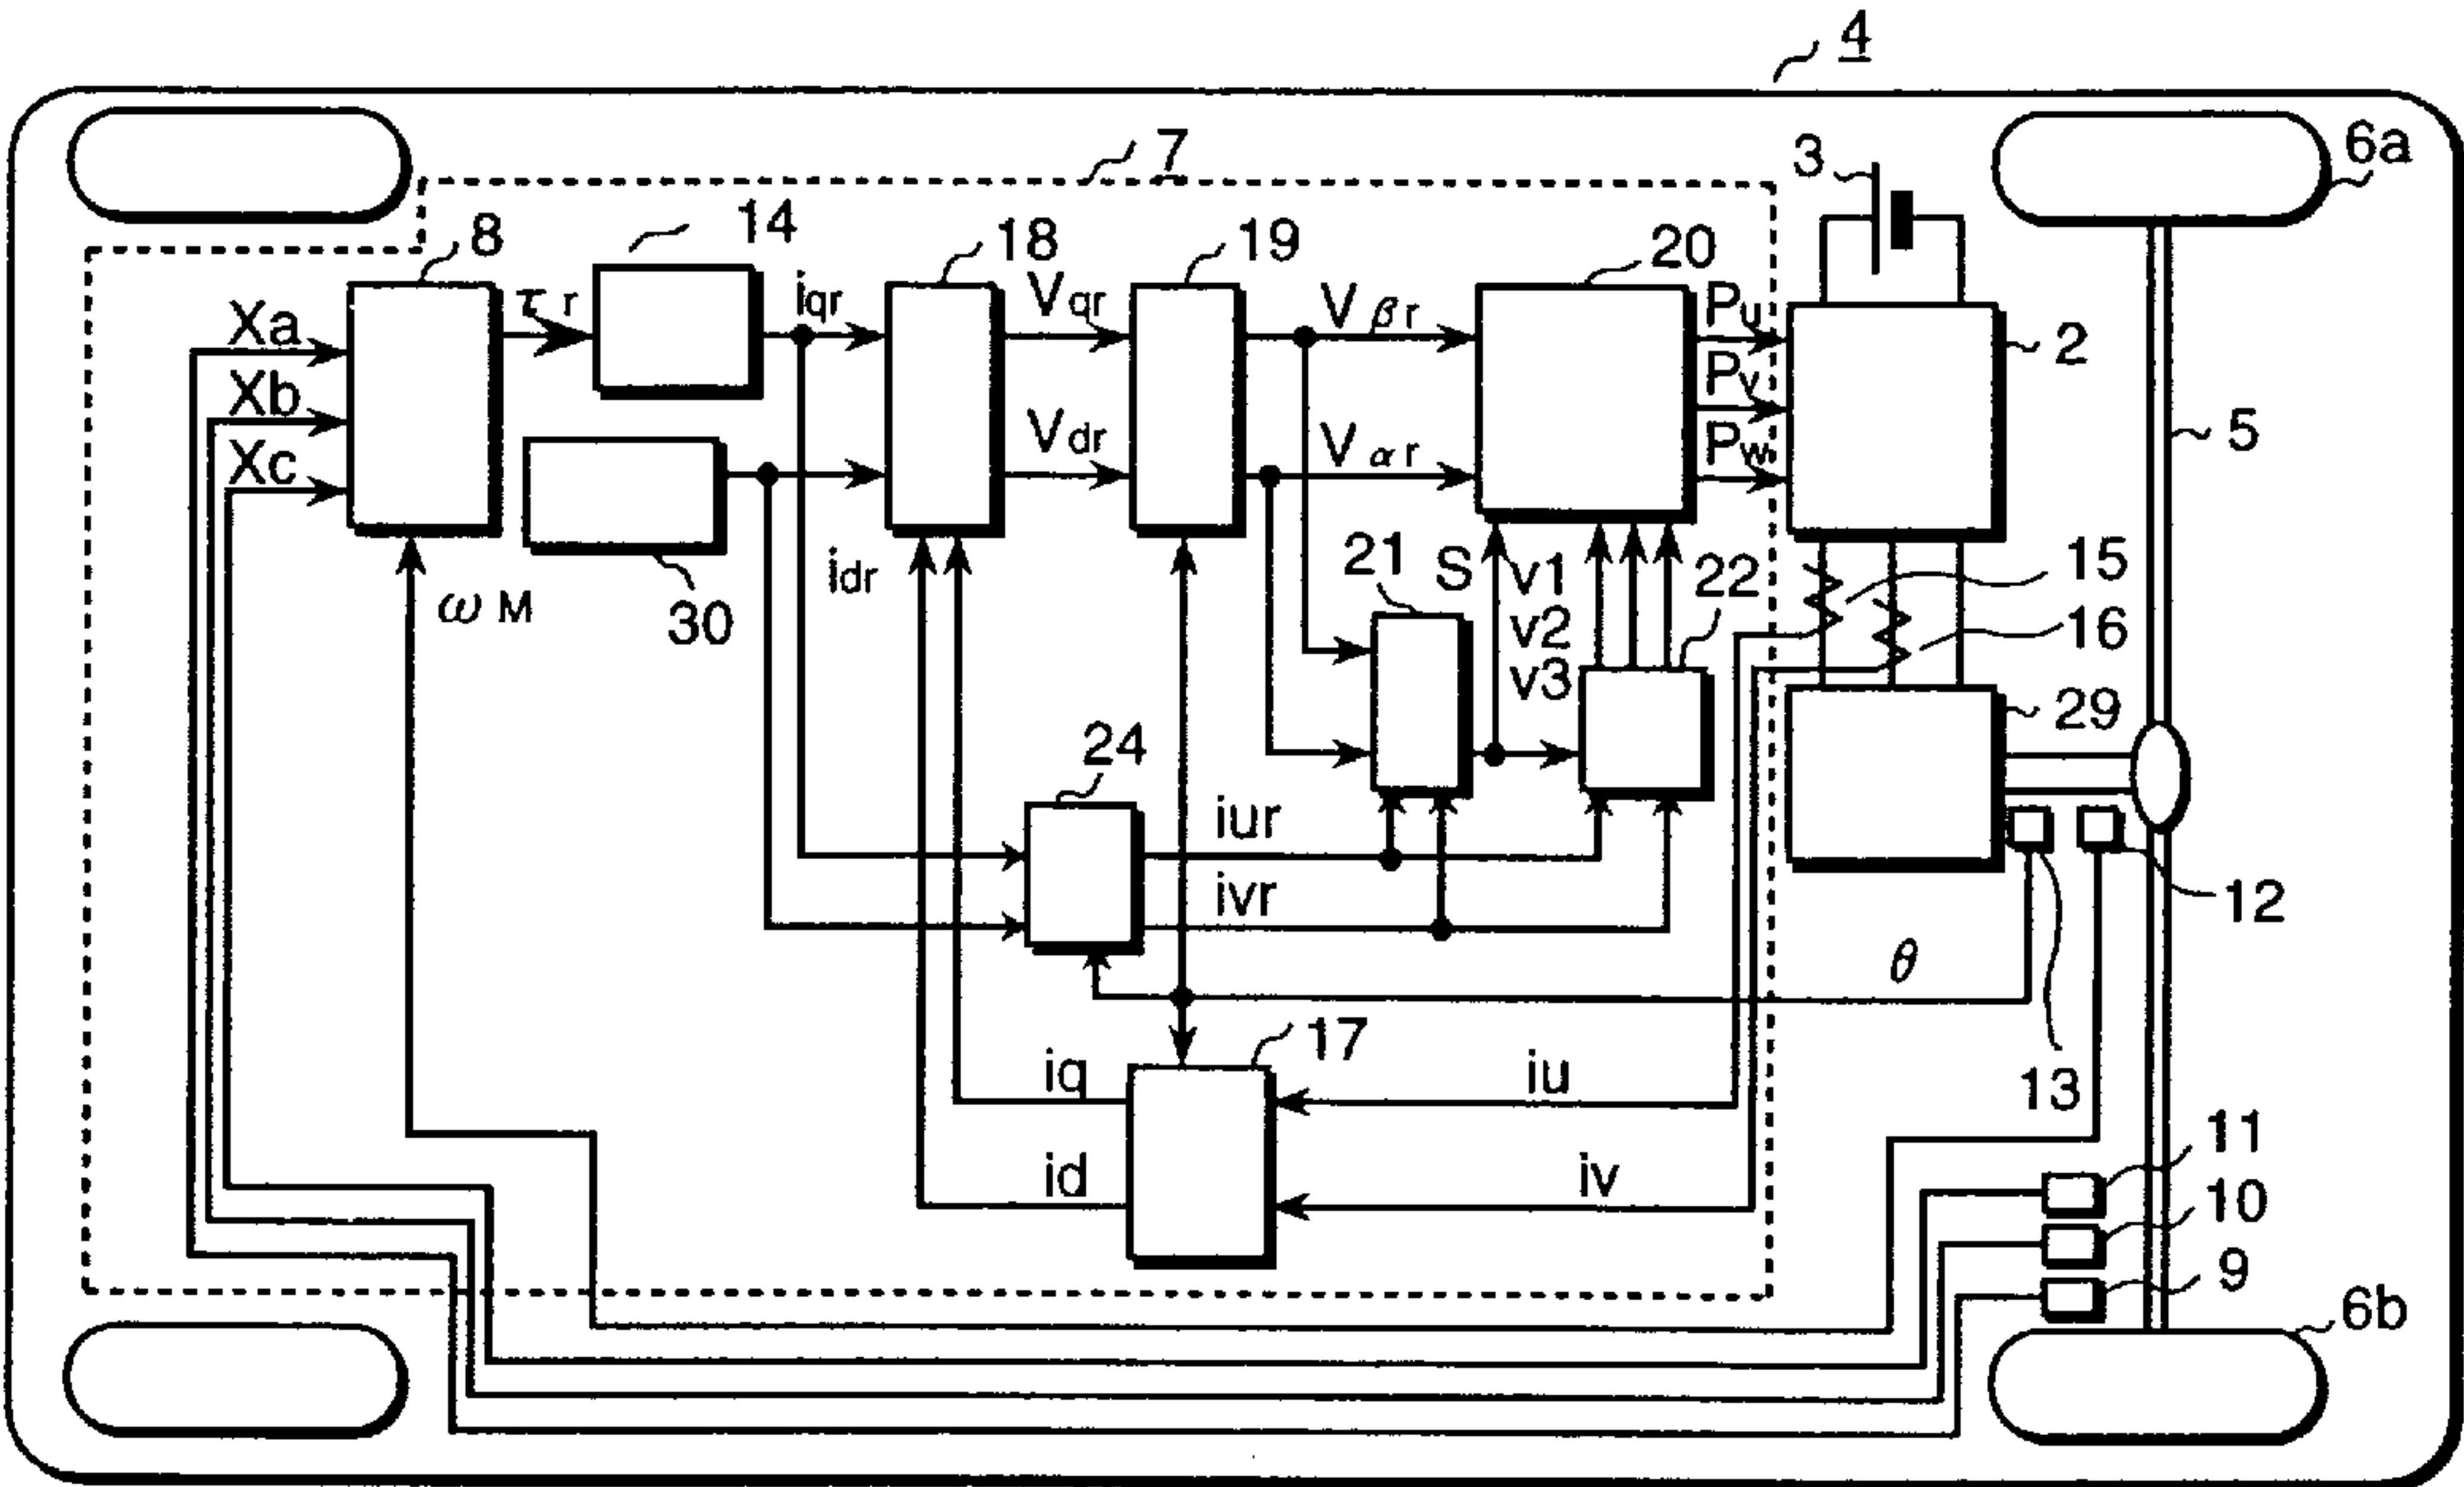 4
7
3
6a
8
14
18
19
20
Xa
τr
iqr
Vqr
Vβr
Pu
2
Xb
Pv
5
Xc
Vdr
Vαr
Pw
21
S
v1
22
15
idr
ωM
30
v2
16
v3
29
24
iur
ivr
12
θ
17
iq
iu
13
11
id
iv
10
9
6b